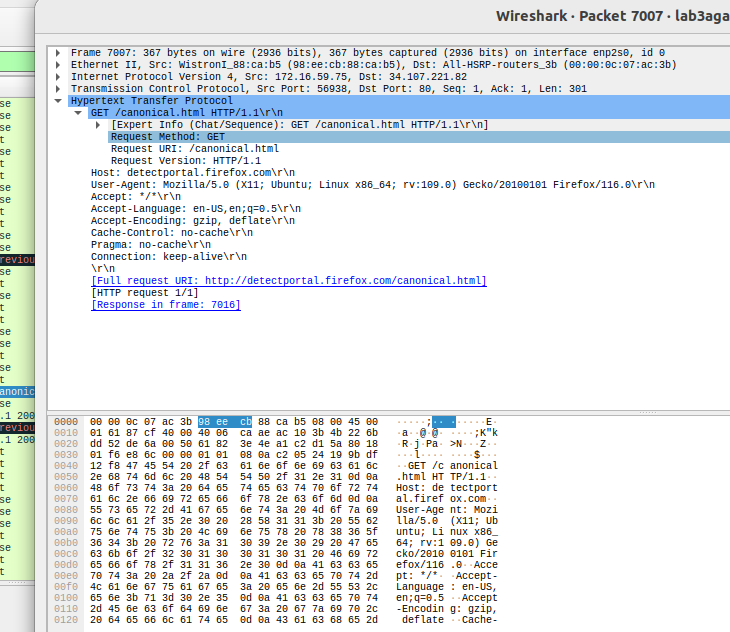 Wireshark · Packet 7007 · lab3aga
Frame 7007: 367 bytes on wire (2936 bits), 367 bytes captured (2936 bits) on interface enp2s0, id 0
Ethernet II, Src: WistronI_88:ca:b5 (98:ee:cb:88:ca:b5), Dst: All-HSRP-routers_3b (00:00:0c:07:ac:3b)
Internet Protocol Version 4, Src: 172.16.59.75, Dst: 34.107.221.82
Transmission Control Protocol, Src Port: 56938, Dst Port: 80, Seq: 1, Ack: 1, Len: 301
Hypertext Transfer Protocol
GET /canonical.html HTTP/1.1\r\n
[Expert Info (Chat/Sequence): GET /canonical.html HTTP/1.1\r\n]
Request Method: GET
Request URI: /canonical.html
Request Version: HTTP/1.1
Host: detectportal.firefox.com\r\n
User-Agent: Mozilla/5.0 (X11; Ubuntu; Linux x86_64; rv:109.0) Gecko/20100101 Firefox/116.0\r\n
Accept: */*\r\n
Accept-Language: en-US,en;q=0.5\r\n
Accept-Encoding: gzip, deflate\r\n
Cache-Control: no-cache\r\n
Pragma: no-cache\r\n
Connection: keep-alive\r\n
\r\n
[Full request URI: http://detectportal.firefox.com/canonical.html]
[HTTP request 1/1]
[Response in frame: 7016]
0000 00 00 0c 07 ac 3b 98 ee cb 88 ca b5 08 00 45 00 ·····;··· ·····E·
0010 01 61 87 cf 40 00 40 06 ca ae ac 10 3b 4b 22 6b ·a··@·@· ····;K"k
0020 dd 52 de 6a 00 50 61 82 3e 4e a1 c2 d1 5a 80 18 ·R·j·Pa· >N···Z··
0030 01 f6 e8 6c 00 00 01 01 08 0a c2 05 24 19 9b df ···l···· ····$···
0040 12 f8 47 45 54 20 2f 63 61 6e 6f 6e 69 63 61 6c ··GET /c anonical
0050 2e 68 74 6d 6c 20 48 54 54 50 2f 31 2e 31 0d 0a .html HT TP/1.1··
0060 48 6f 73 74 3a 20 64 65 74 65 63 74 70 6f 72 74 Host: de tectport
0070 61 6c 2e 66 69 72 65 66 6f 78 2e 63 6f 6d 0d 0a al.firef ox.com··
0080 55 73 65 72 2d 41 67 65 6e 74 3a 20 4d 6f 7a 69 User-Age nt: Mozi
0090 6c 6c 61 2f 35 2e 30 20 28 58 31 31 3b 20 55 62 lla/5.0 (X11; Ub
00a0 75 6e 74 75 3b 20 4c 69 6e 75 78 20 78 38 36 5f untu; Li nux x86_
00b0 36 34 3b 20 72 76 3a 31 30 39 2e 30 29 20 47 65 64; rv:1 09.0) Ge
00c0 63 6b 6f 2f 32 30 31 30 30 31 30 31 20 46 69 72 cko/2010 0101 Fir
00d0 65 66 6f 78 2f 31 31 36 2e 30 0d 0a 41 63 63 65 efox/116 .0··Acce
00e0 70 74 3a 20 2a 2f 2a 0d 0a 41 63 63 65 70 74 2d pt: */*· ·Accept-
00f0 4c 61 6e 67 75 61 67 65 3a 20 65 6e 2d 55 53 2c Language : en-US,
0100 65 6e 3b 71 3d 30 2e 35 0d 0a 41 63 63 65 70 74 en;q=0.5 ··Accept
0110 2d 45 6e 63 6f 64 69 6e 67 3a 20 67 7a 69 70 2c -Encodin g: gzip,
0120 20 64 65 66 6c 61 74 65 0d 0a 43 61 63 68 65 2d deflate ··Cache-